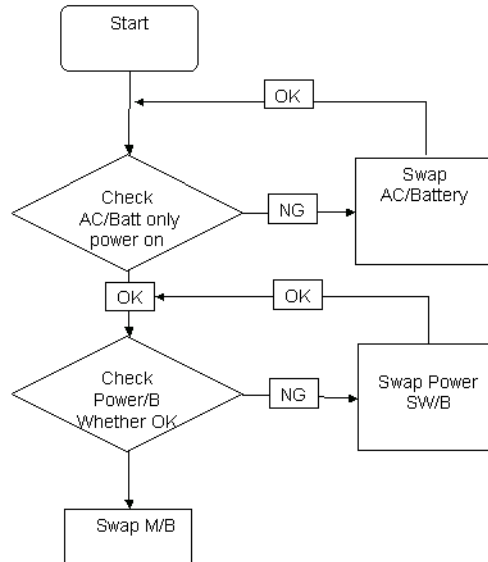 Start
OK
Check
AC/Batt only
power on
NG
Swap
AC/Battery
OK
OK
Check
Power/B
Whether OK
NG
Swap Power
SW/B
Swap M/B